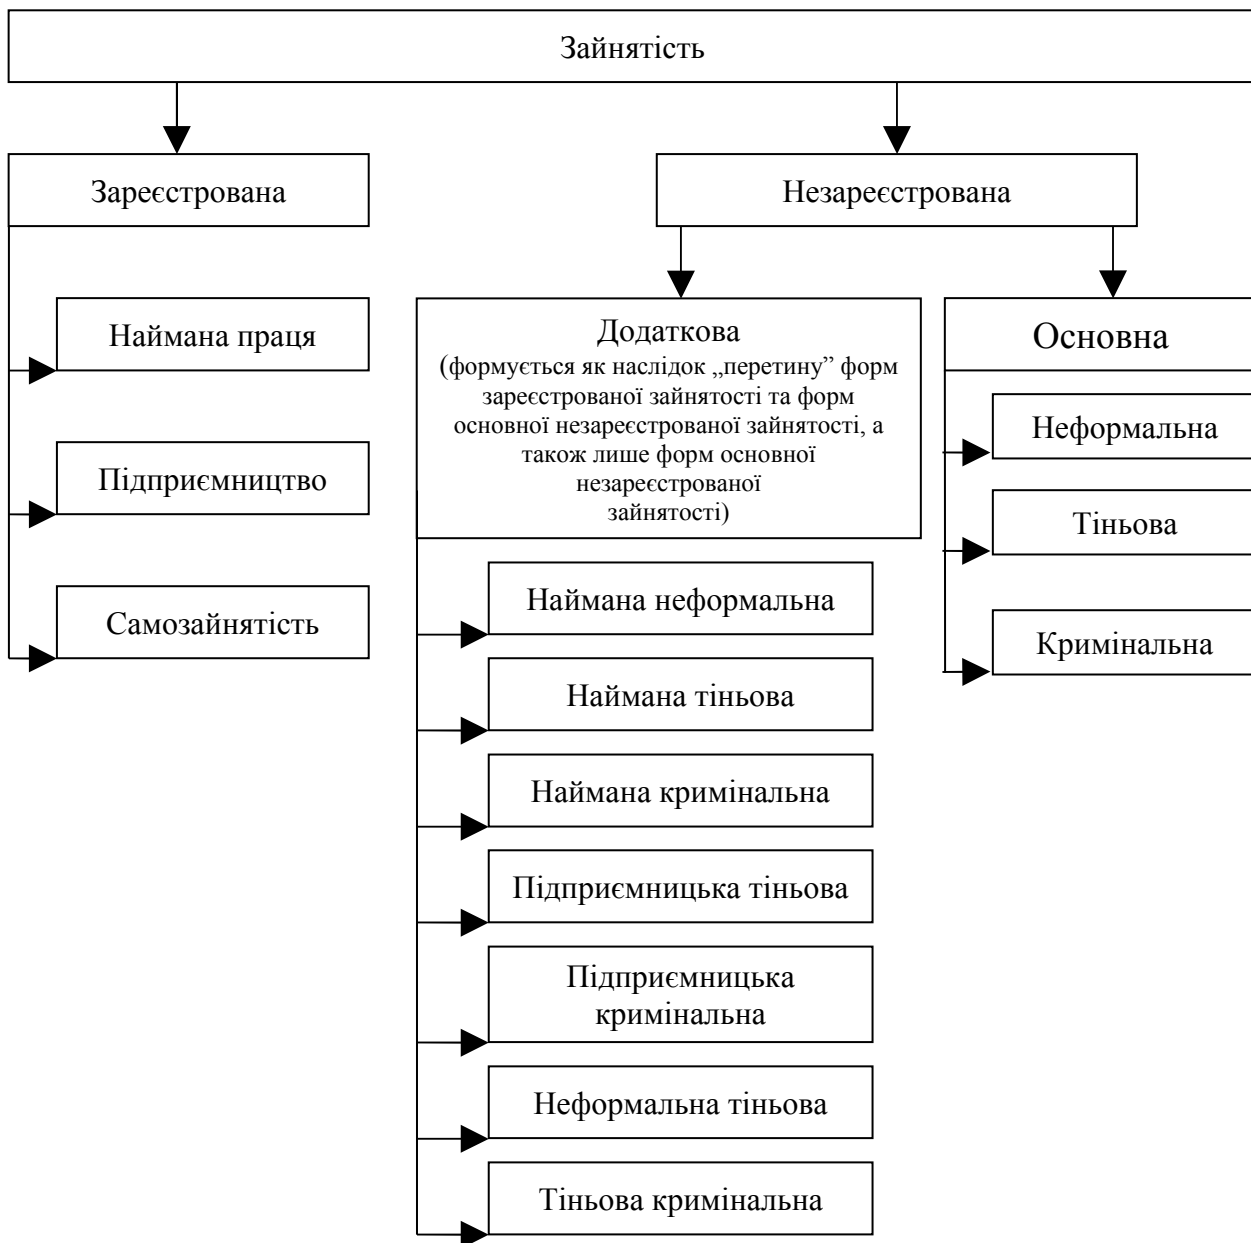 Зайнятість
Зареєстрована
Незареєстрована
Наймана праця
Підприємництво
Самозайнятість
Додаткова
(формується як наслідок „перетину” форм
зареєстрованої зайнятості та форм
основної незареєстрованої зайнятості, а
також лише форм основної
незареєстрованої
зайнятості)
Наймана неформальна
Наймана тіньова
Наймана кримінальна
Підприємницька тіньова
Підприємницька
кримінальна
Неформальна тіньова
Тіньова кримінальна
Основна
Неформальна
Тіньова
Кримінальна